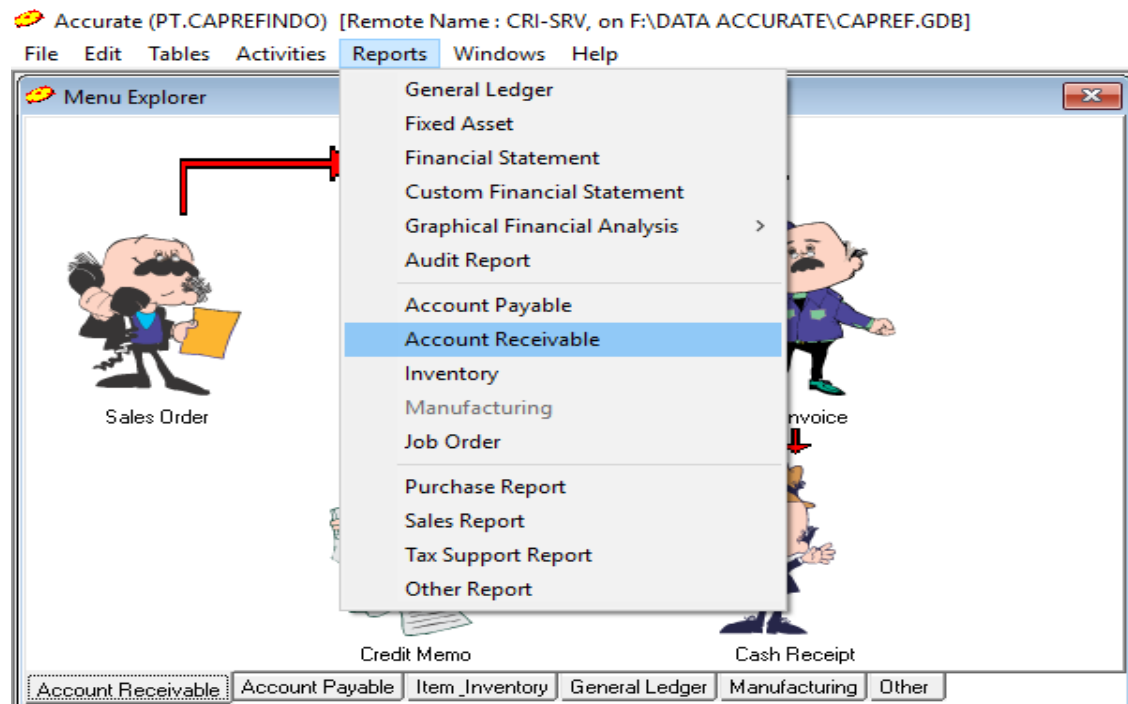 Accurate (PT.CAPREFINDO) [Remote Name : CRI-SRV, on F:\DATA ACCURATE\CAPREF.GDB]
File Edit Tables Activities Reports Windows Help
Menu Explorer
General Ledger
Fixed Asset
Financial Statement
Custom Financial Statement
Graphical Financial Analysis >
Audit Report
Account Payable
Account Receivable
Inventory
Manufacturing
Job Order
Purchase Report
Sales Report
Tax Support Report
Other Report
Sales Order
nvoice
Credit Memo
Cash Receipt
Account Receivable Account Payable Item _Inventory General Ledger Manufacturing Other